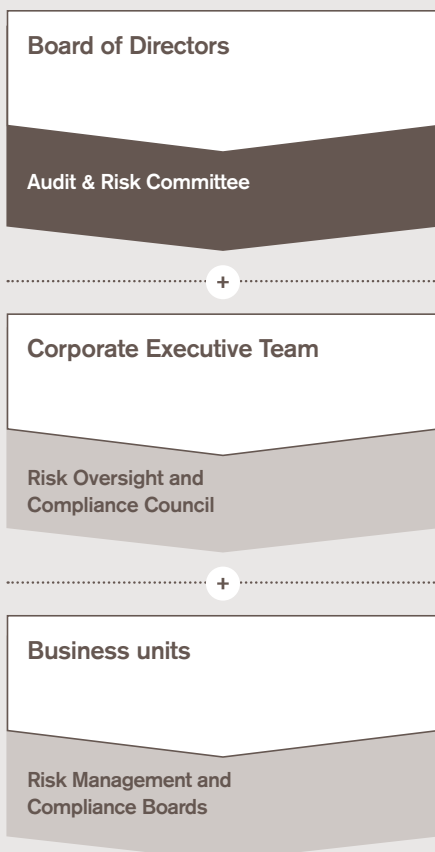 Board of Directors
Audit & Risk Committee
+
Corporate Executive Team
Risk Oversight and
Compliance Council
+
Business units
Risk Management and
Compliance Boards